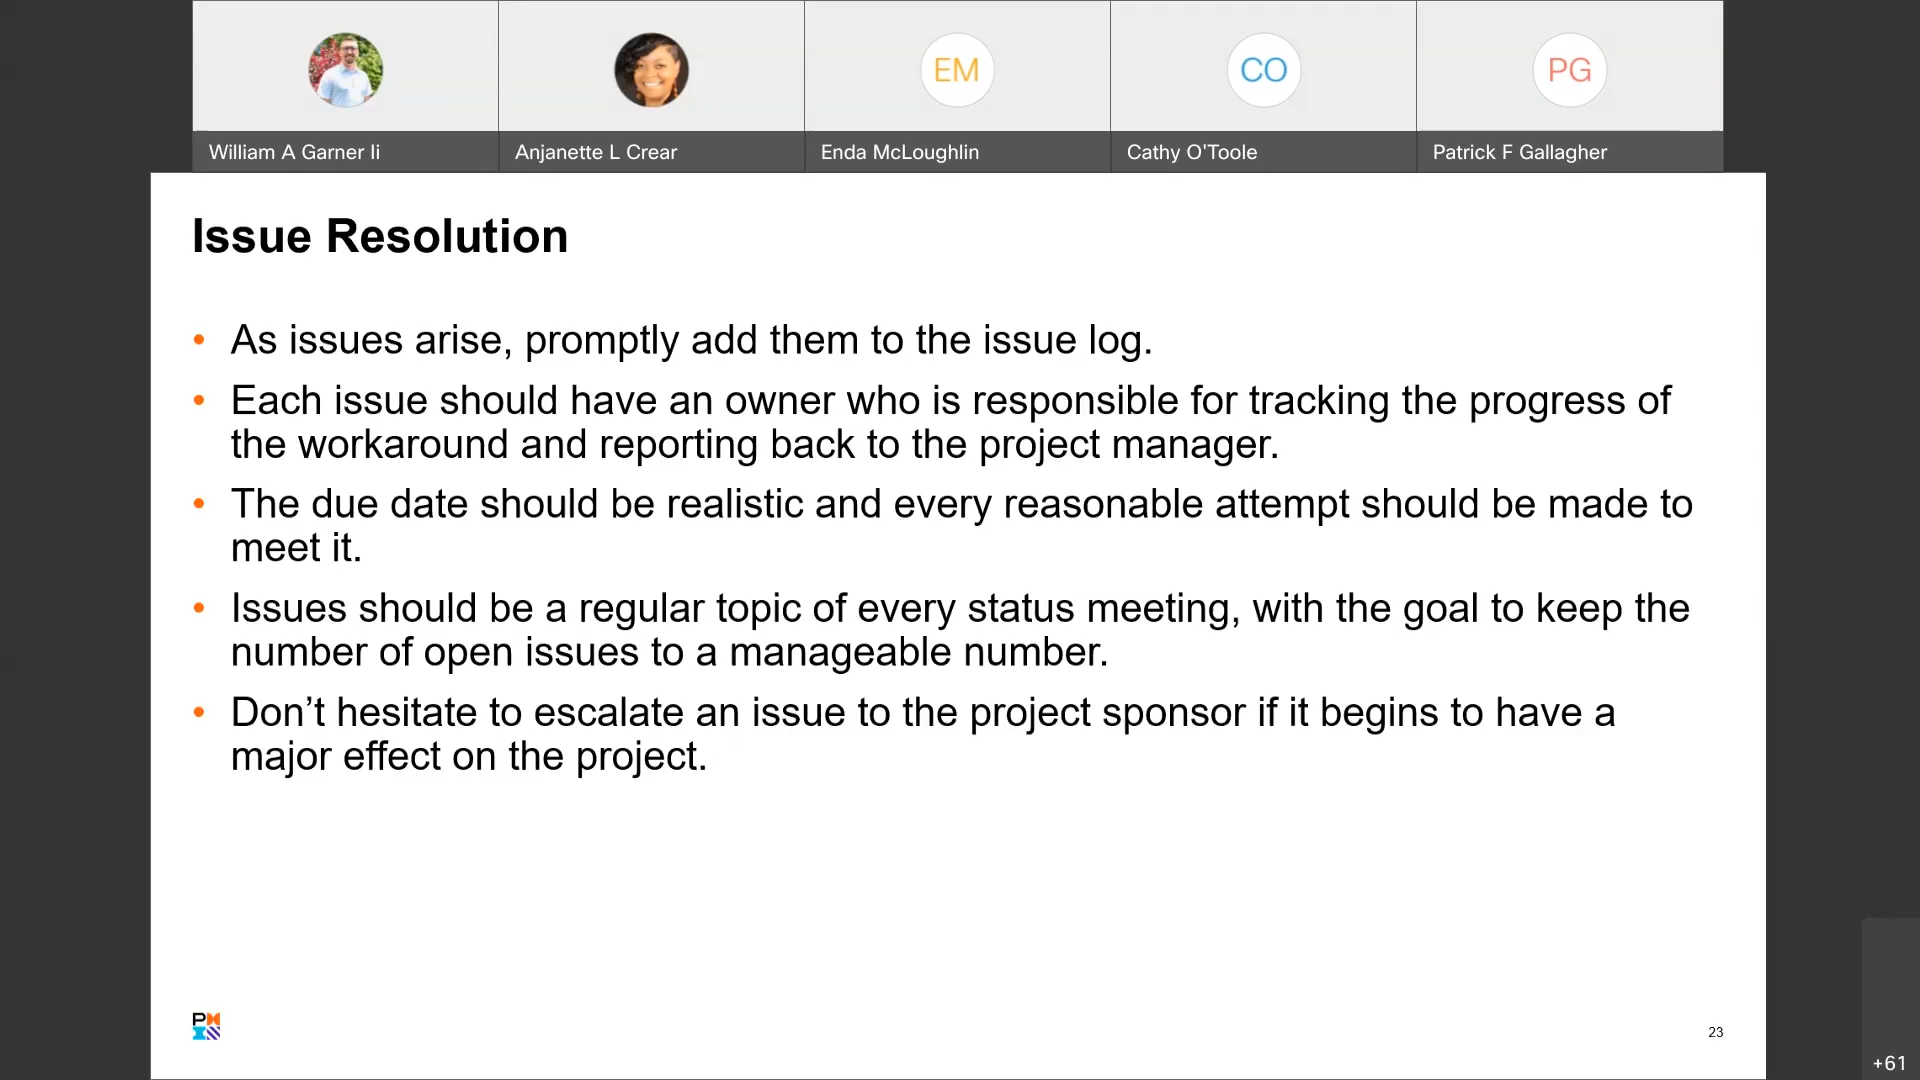 EM
CO
PG
William A Garner Ii
Anjanette L Crear
Enda McLoughlin
Cathy O'Toole
Patrick F Gallagher
Issue Resolution
• As issues arise, promptly add them to the issue log.
• Each issue should have an owner who is responsible for tracking the progress of
the workaround and reporting back to the project manager.
• The due date should be realistic and every reasonable attempt should be made to
meet it.
• Issues should be a regular topic of every status meeting, with the goal to keep the
number of open issues to a manageable number.
• Don’t hesitate to escalate an issue to the project sponsor if it begins to have a
major effect on the project.
23
+61